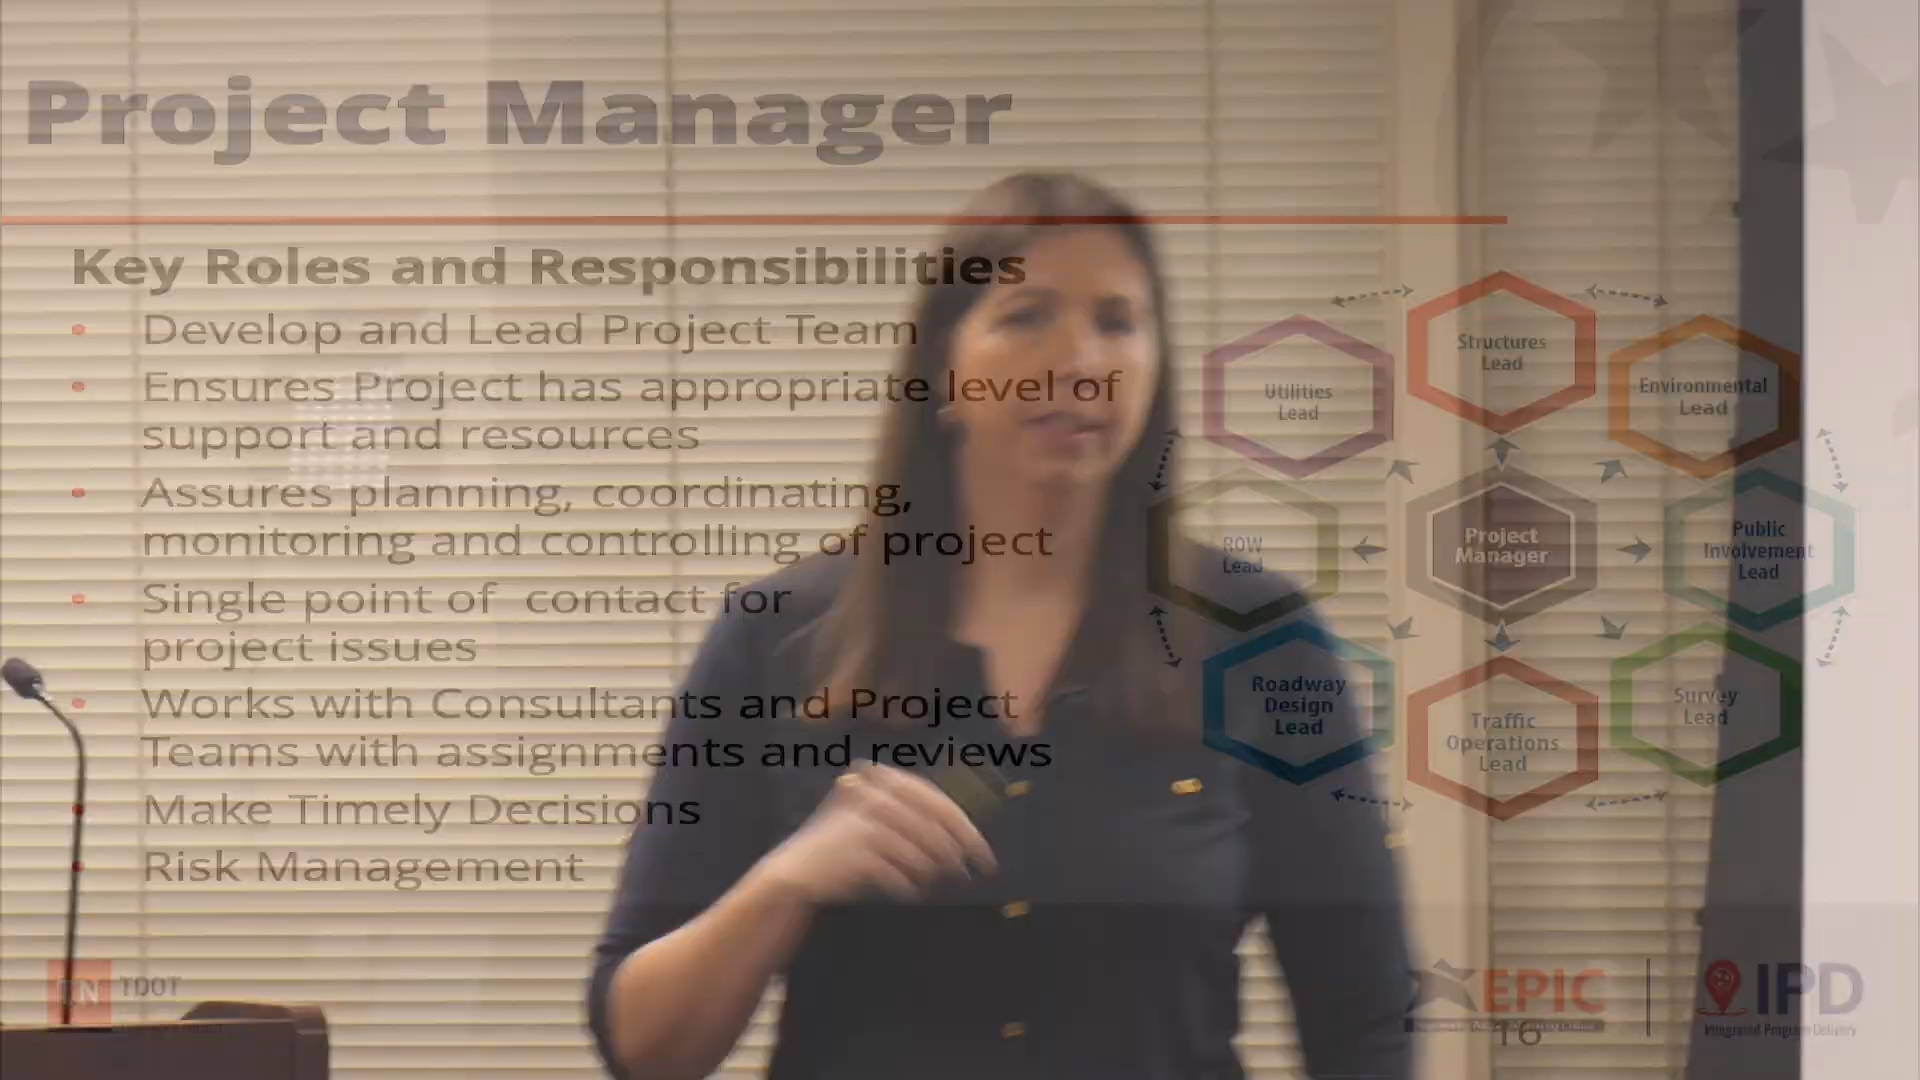 Project Manager
Key Roles and Responsibilities
• Develop and Lead Project Team
• Ensures Project has appropriate level of
support and resources
• Assures planning, coordinating,
monitoring and controlling of project
• Single point of contact for
project issues
• Works with Consultants and Project
Teams with assignments and reviews
• Make Timely Decisions
• Risk Management
Structures
Lead
Utilities
Lead
Environmental
Lead
ROW
Lead
Project
Manager
Public
Involvement
Lead
Roadway
Design
Lead
Traffic
Operations
Lead
Survey
Lead
TN TDOT
EPIC
IPD
Integrated Program Delivery
16